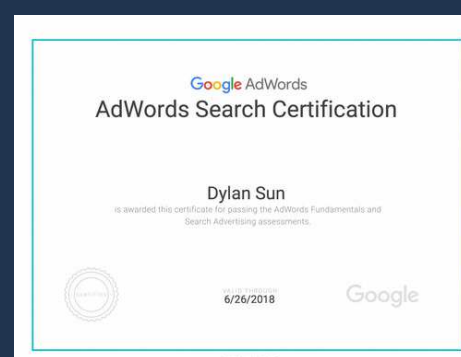 Google AdWords
AdWords Search Certification
Dylan Sun
is awarded this certificate for passing the AdWords Fundamentals and
Search Advertising assessments.
CERTIFIED
VALID THROUGH
6/26/2018
Google